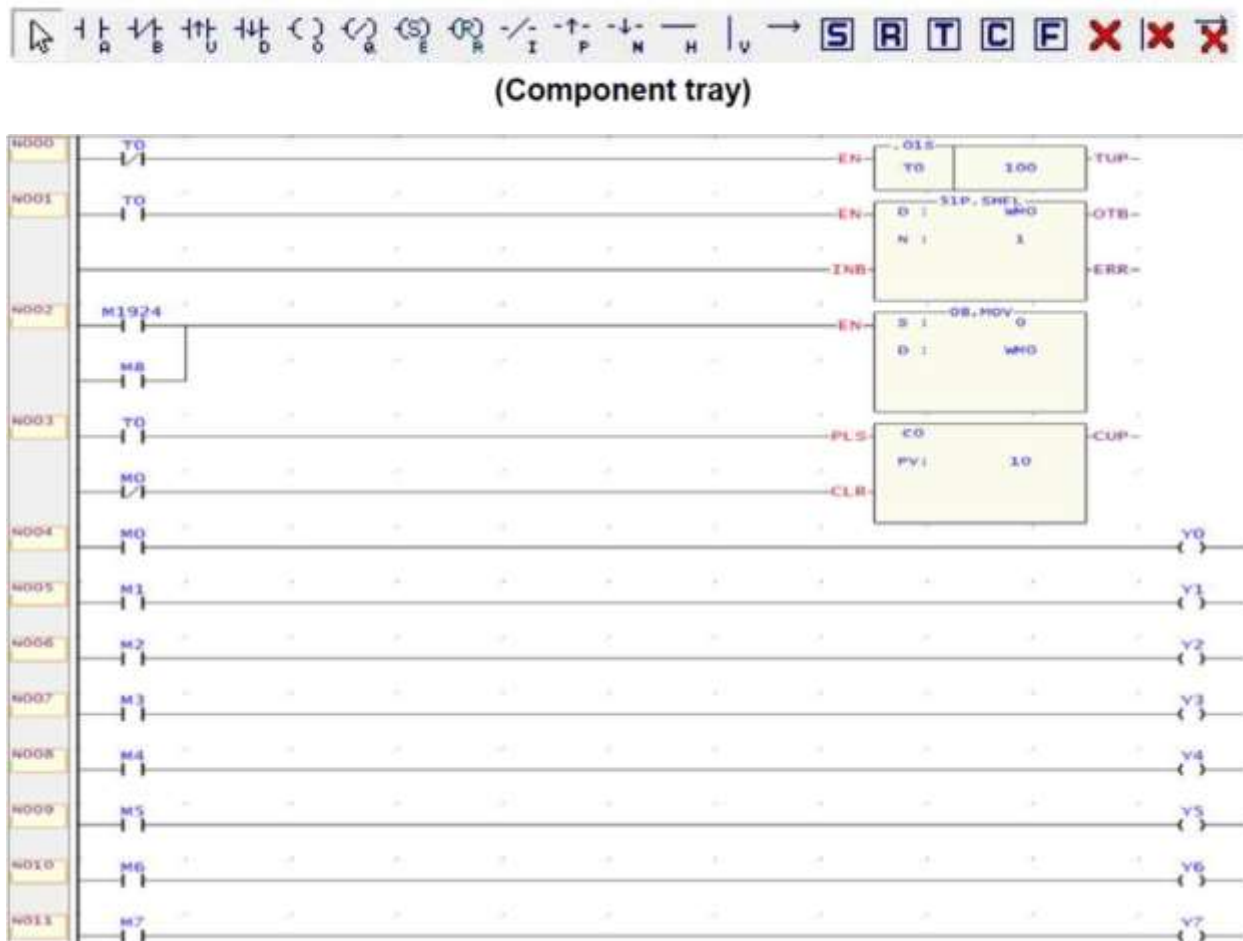 A B U D O Q E R I P N H V S R T C F
(Component tray)
N000 T0 EN .01S TUP
T0 100
N001 T0 EN 51P.SHFL OTB
D : WM0
N : 1
INB ERR
N002 M1924 EN 08.MOV
S : 0
D : WM0
M8
N003 T0 PLS C0 CUP
PV: 10
M0 CLR
N004 M0 Y0
N005 M1 Y1
N006 M2 Y2
N007 M3 Y3
N008 M4 Y4
N009 M5 Y5
N010 M6 Y6
N011 M7 Y7